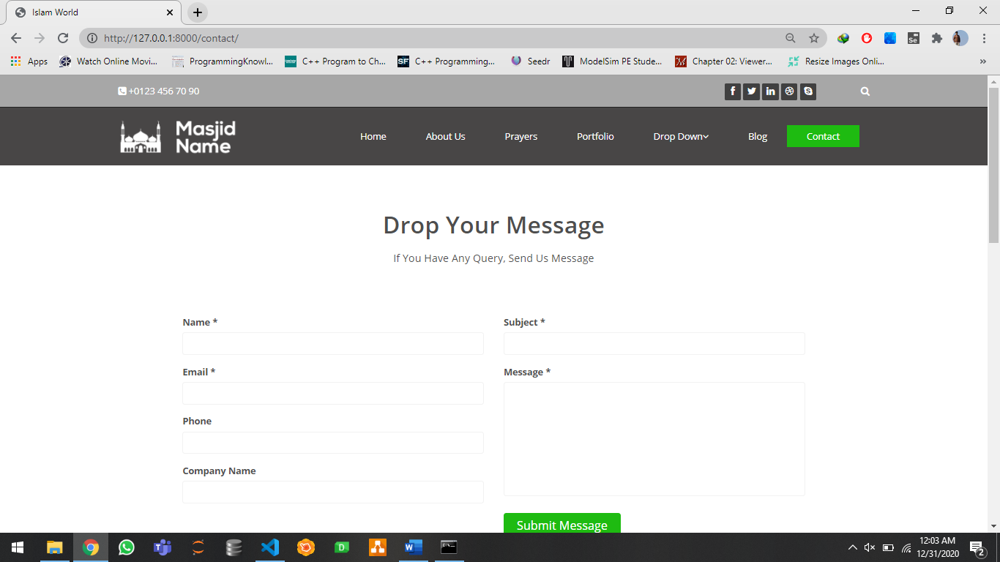 Islam World
http://127.0.0.1:8000/contact/
Se
Apps
Watch Online Movi...
ProgrammingKnowl...
C++ Program to Ch...
SF
C++ Programming...
Seedr
ModelSim PE Stude...
Chapter 02: Viewer...
Resize Images Onli...
»
+0123 456 70 90
Masjid
Name
Home
About Us
Prayers
Portfolio
Drop Down
Blog
Contact
Drop Your Message
If You Have Any Query, Send Us Message
Name *
Subject *
Email *
Message *
Phone
Company Name
Submit Message
12:03 AM
12/31/2020
2